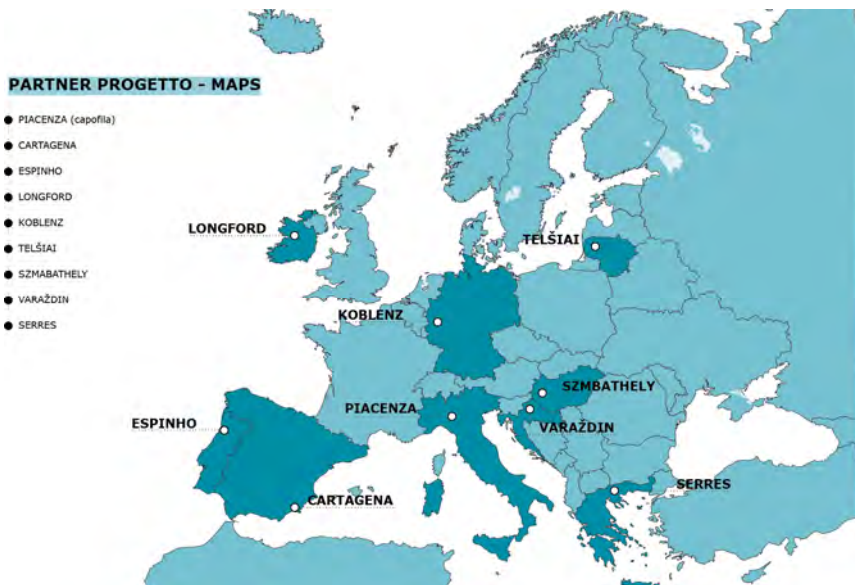 PARTNER PROGETTO - MAPS
PIACENZA (capofila)
CARTAGENA
ESPINHO
LONGFORD
KOBLENZ
TELŠIAI
SZMABATHELY
VARAŽDIN
SERRES
LONGFORD
TELŠIAI
KOBLENZ
SZMBATHELY
PIACENZA
VARAŽDIN
ESPINHO
SERRES
CARTAGENA